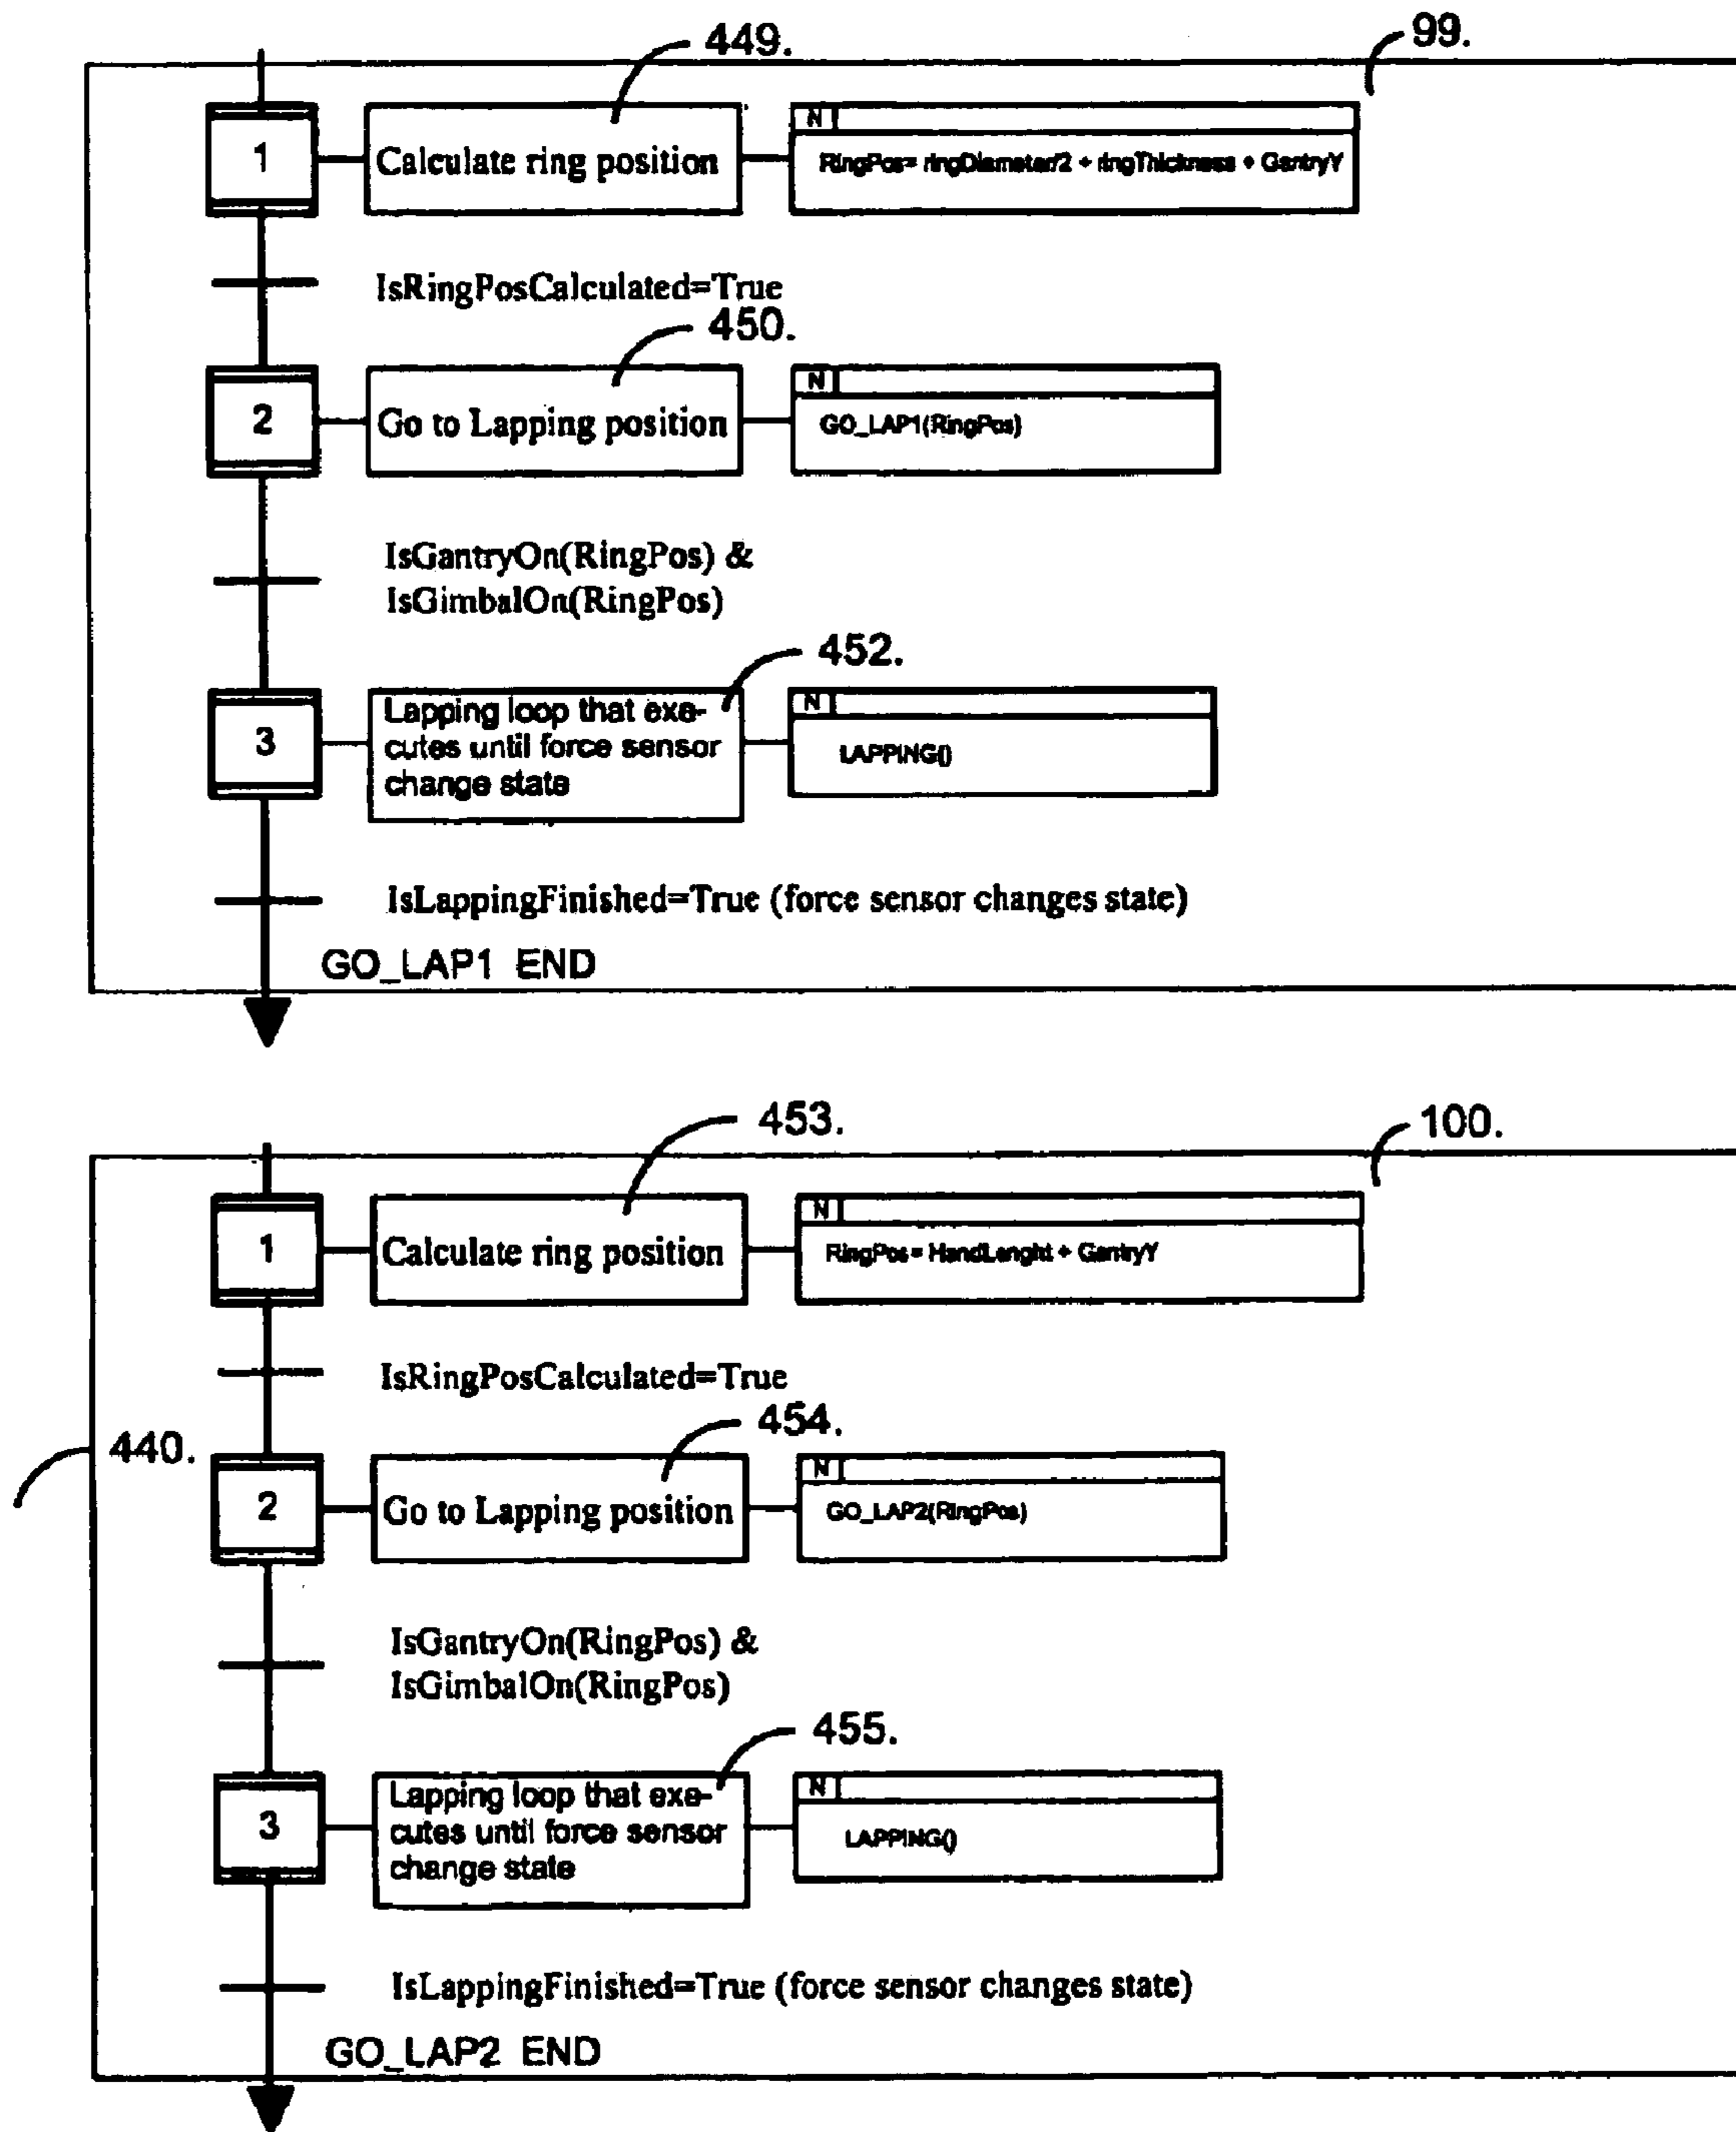 449.
99.
1
Calculate ring position
N
RingPos= ringDiameter/2 + ringThickness + GantryY
IsRingPosCalculated=True
450.
2
Go to Lapping position
N
GO_LAP1(RingPos)
IsGantryOn(RingPos) &
IsGimbalOn(RingPos)
452.
3
Lapping loop that exe-
cutes until force sensor
change state
N
LAPPING()
IsLappingFinished=True (force sensor changes state)
GO_LAP1 END
453.
100.
1
Calculate ring position
N
RingPos= HandLenght + GantryY
IsRingPosCalculated=True
454.
440.
2
Go to Lapping position
N
GO_LAP2(RingPos)
IsGantryOn(RingPos) &
IsGimbalOn(RingPos)
455.
3
Lapping loop that exe-
cutes until force sensor
change state
N
LAPPING()
IsLappingFinished=True (force sensor changes state)
GO_LAP2 END